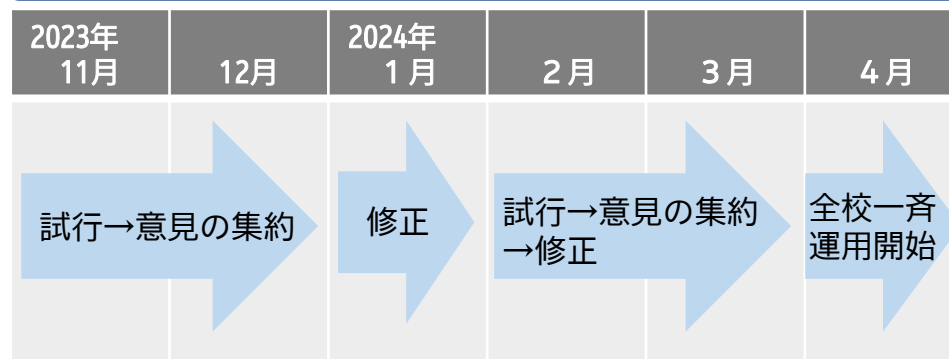 2023年
11月
12月
2024年
1月
2月
3月
4月
試行→意見の集約
修正
試行→意見の集約
→修正
全校一斉
運用開始